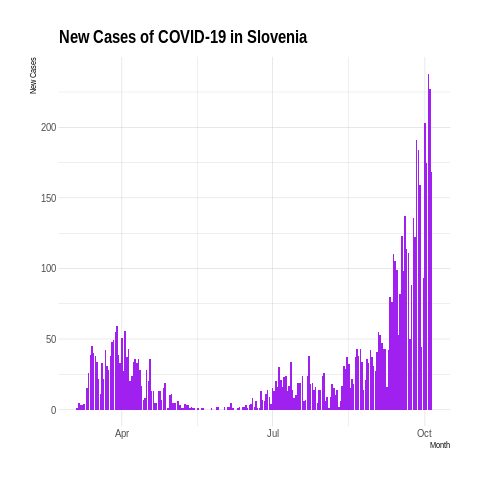 New Cases of COVID-19 in Slovenia
New Cases
200
150
100
50
0
Apr
Jul
Oct
Month